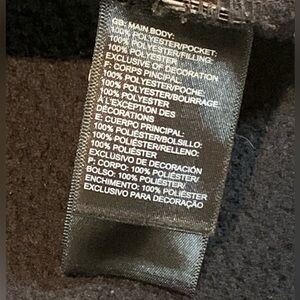 GB: MAIN BODY:
100% POLYESTER/POCKET:
100% POLYESTER/FILLING:
100% POLYESTER
EXCLUSIVE OF DECORATION
F: CORPS PINCIPAL:
100% POLYESTER/POCHE:
100% POLYESTER/BOURRAGE:
100% POLYESTER
À L'EXCEPTION DES
DÉCORATIONS
E: CUERPO PRINCIPAL:
100% POLIÉSTER/BOLSILLO:
100% POLIÉSTER/RELLENO:
100% POLIÉSTER
EXCLUSIVO DE DECORACIÓN
P: CORPO: 100% POLIÉSTER/
BOLSO: 100% POLIÉSTER/
ENCHIMENTO: 100% POLIÉSTER
EXCLUSIVO PARA DECORAÇÃO